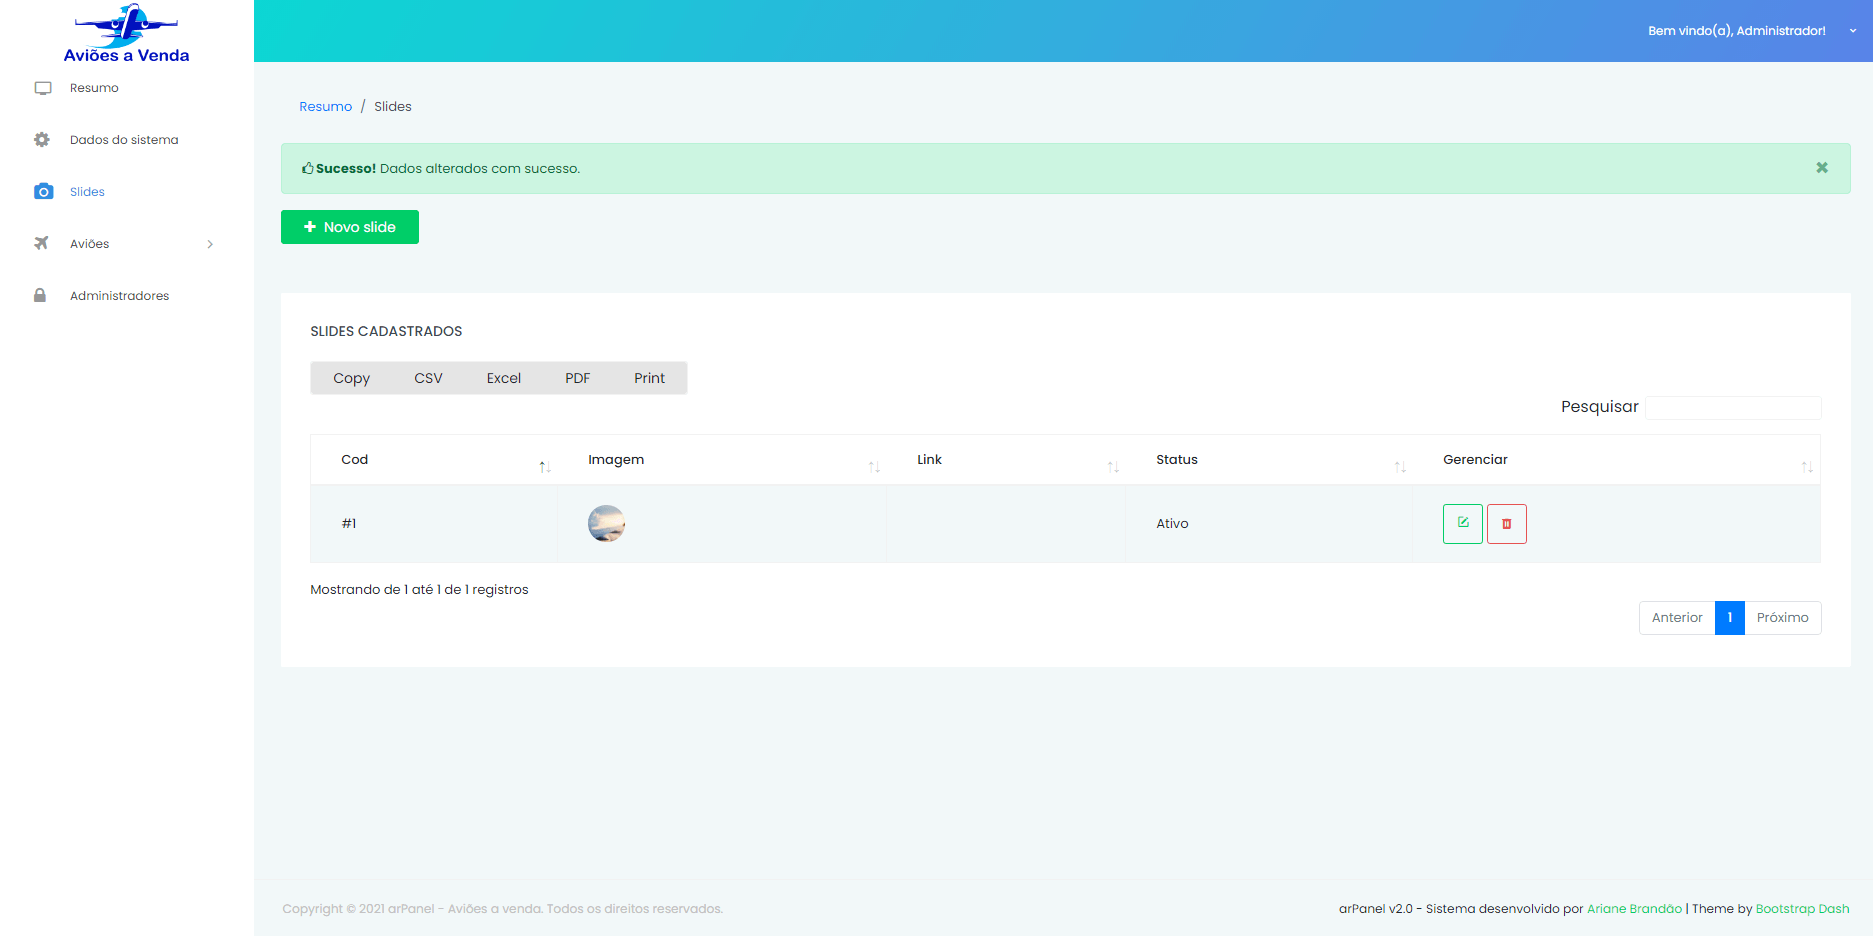 Aviões a Venda
Bem vindo(a), Administrador!
Resumo
Dados do sistema
Slides
Aviões
Administradores
Resumo / Slides
Sucesso! Dados alterados com sucesso.
Novo slide
SLIDES CADASTRADOS
Copy CSV Excel PDF Print
Pesquisar
Cod Imagem Link Status Gerenciar
#1 Ativo
Mostrando de 1 até 1 de 1 registros
Anterior 1 Próximo
Copyright © 2021 arPanel - Aviões a venda. Todos os direitos reservados.
arPanel v2.0 - Sistema desenvolvido por Ariane Brandão | Theme by Bootstrap Dash